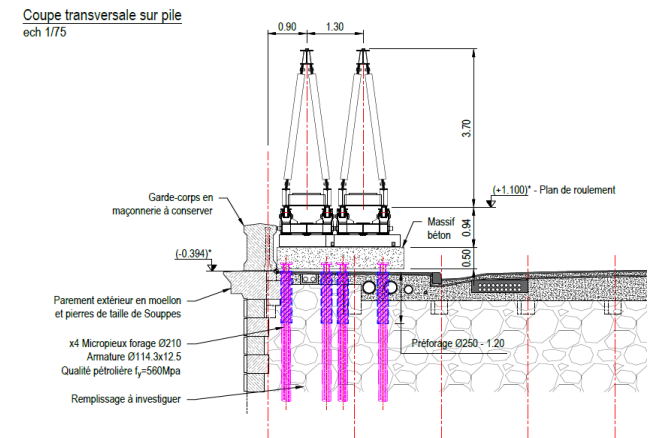 Coupe transversale sur pile
ech 1/75
0.90
1.30
3.70
(+1.100)* - Plan de roulement
Garde-corps en
maçonnerie à conserver
Massif
béton
0.94
0.50
(-0.394)*
Parement extérieur en moellon
et pierres de taille de Souppes
x4 Micropieux forage Ø210
Armature Ø114.3x12.5
Qualité pétrolière fy=560Mpa
Préforage Ø250 - 1.20
Remplissage à investiguer